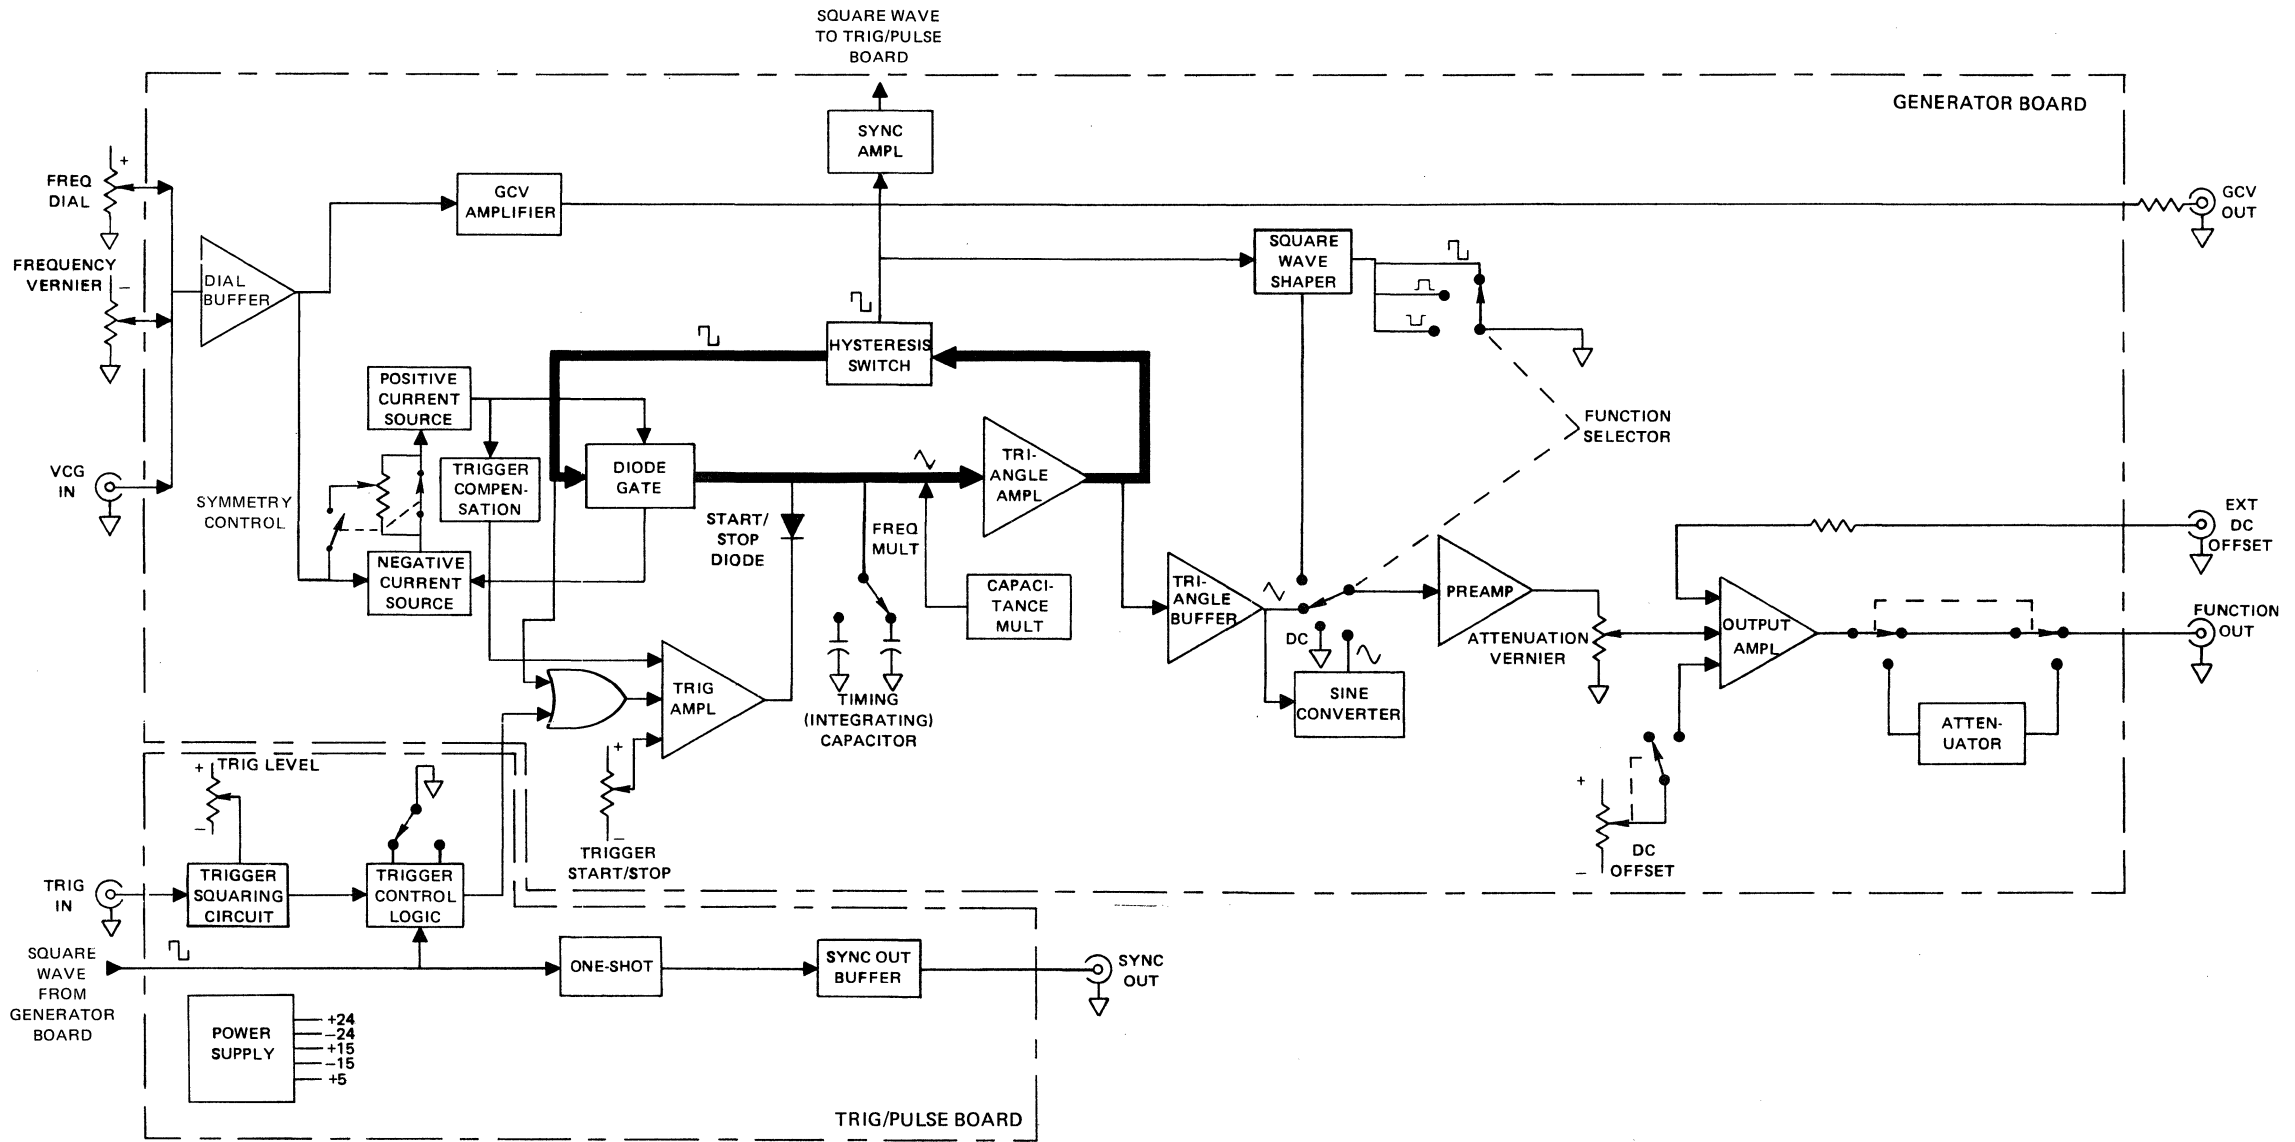 SQUARE WAVE
TO TRIG/PULSE
BOARD
GENERATOR BOARD
SYNC
AMPL
+
FREQ
DIAL
GCV
AMPLIFIER
GCV
OUT
FREQUENCY
VERNIER
−
DIAL
BUFFER
SQUARE
WAVE
SHAPER
HYSTERESIS
SWITCH
POSITIVE
CURRENT
SOURCE
FUNCTION
SELECTOR
VCG
IN
SYMMETRY
CONTROL
TRIGGER
COMPEN-
SATION
DIODE
GATE
TRI-
ANGLE
AMPL
START/
STOP
DIODE
FREQ
MULT
EXT
DC
OFFSET
NEGATIVE
CURRENT
SOURCE
CAPACI-
TANCE
MULT
TRI-
ANGLE
BUFFER
DC
PREAMP
ATTENUATION
VERNIER
OUTPUT
AMPL
FUNCTION
OUT
TRIG
AMPL
TIMING
(INTEGRATING)
CAPACITOR
SINE
CONVERTER
ATTEN-
UATOR
+
−
TRIGGER
START/STOP
+
−
DC
OFFSET
+
TRIG LEVEL
−
TRIG
IN
TRIGGER
SQUARING
CIRCUIT
TRIGGER
CONTROL
LOGIC
SQUARE
WAVE
FROM
GENERATOR
BOARD
ONE-SHOT
SYNC OUT
BUFFER
SYNC
OUT
POWER
SUPPLY
+24
−24
+15
−15
+5
TRIG/PULSE BOARD